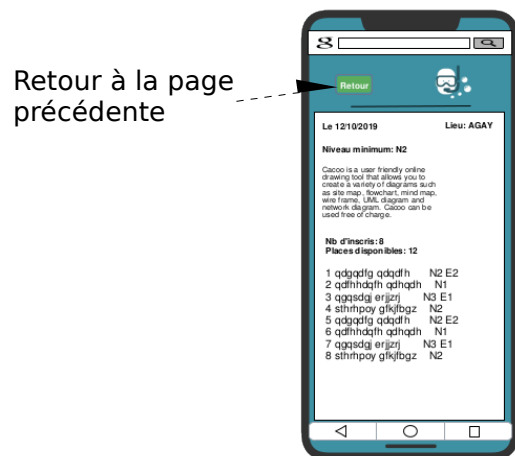 g
Retour à la page
précédente
Retour
Le 12/10/2019 Lieu: AGAY
Niveau minimum: N2
Cacoo is a user friendly online
drawing tool that allows you to
create a variety of diagrams such
as site map, flowchart, mind map,
wire frame, UML diagram and
network diagram. Cacoo can be
used free of charge.
Nb d'inscris: 8
Places disponibles: 12
1 qdgqdfg qdqdfh N2 E2
2 qdfhhdqfh qdhqdh N1
3 qgqsdgj erjjzrj N3 E1
4 sthrhpoy gfkjfbgz N2
5 qdgqdfg qdqdfh N2 E2
6 qdfhhdqfh qdhqdh N1
7 qgqsdgj erjjzrj N3 E1
8 sthrhpoy gfkjfbgz N2